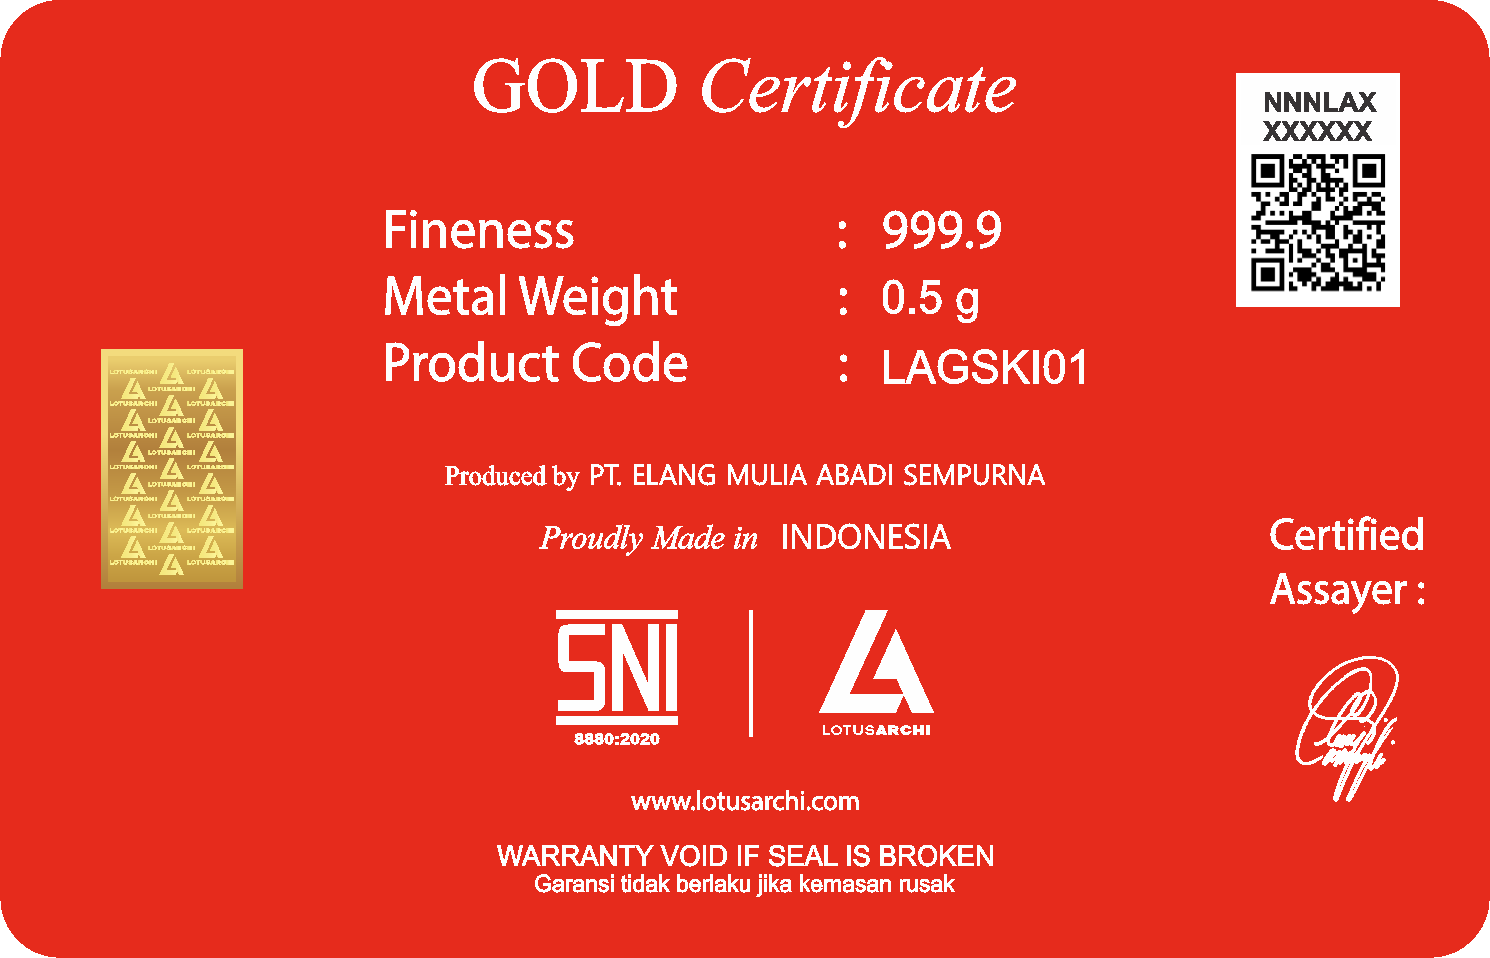 GOLD Certificate
NNNLAX
XXXXXX
Fineness : 999.9
Metal Weight : 0.5 g
Product Code : LAGSKI01
LOTUSARCHI
Produced by PT. ELANG MULIA ABADI SEMPURNA
Proudly Made in INDONESIA
Certified
Assayer :
SNI
8880:2020
LOTUSARCHI
www.lotusarchi.com
WARRANTY VOID IF SEAL IS BROKEN
Garansi tidak berlaku jika kemasan rusak